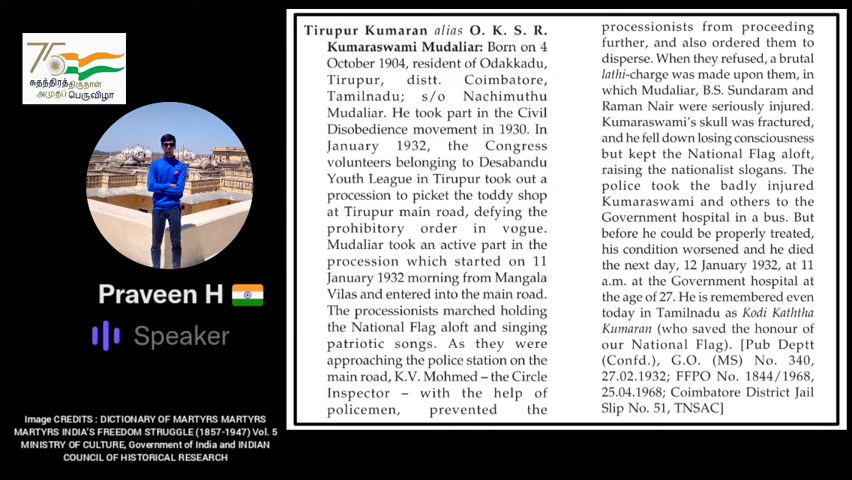 75
சுதந்திரத்திருநாள்
அமுதப் பெருவிழா
Praveen H
Speaker
Image CREDITS : DICTIONARY OF MARTYRS MARTYRS
MARTYRS INDIA'S FREEDOM STRUGGLE (1857-1947) Vol. 5
MINISTRY OF CULTURE, Government of India and INDIAN
COUNCIL OF HISTORICAL RESEARCH
Tirupur Kumaran alias O. K. S. R.
Kumaraswami Mudaliar: Born on 4
October 1904, resident of Odakkadu,
Tirupur, distt. Coimbatore,
Tamilnadu; s/o Nachimuthu
Mudaliar. He took part in the Civil
Disobedience movement in 1930. In
January 1932, the Congress
volunteers belonging to Desabandu
Youth League in Tirupur took out a
procession to picket the toddy shop
at Tirupur main road, defying the
prohibitory order in vogue.
Mudaliar took an active part in the
procession which started on 11
January 1932 morning from Mangala
Vilas and entered into the main road.
The processionists marched holding
the National Flag aloft and singing
patriotic songs. As they were
approaching the police station on the
main road, K.V. Mohmed – the Circle
Inspector – with the help of
policemen, prevented the
processionists from proceeding
further, and also ordered them to
disperse. When they refused, a brutal
lathi-charge was made upon them, in
which Mudaliar, B.S. Sundaram and
Raman Nair were seriously injured.
Kumaraswami's skull was fractured,
and he fell down losing consciousness
but kept the National Flag aloft,
raising the nationalist slogans. The
police took the badly injured
Kumaraswami and others to the
Government hospital in a bus. But
before he could be properly treated,
his condition worsened and he died
the next day, 12 January 1932, at 11
a.m. at the Government hospital at
the age of 27. He is remembered even
today in Tamilnadu as Kodi Kaththa
Kumaran (who saved the honour of
our National Flag). [Pub Deptt
(Confd.), G.O. (MS) No. 340,
27.02.1932; FFPO No. 1844/1968,
25.04.1968; Coimbatore District Jail
Slip No. 51, TNSAC]